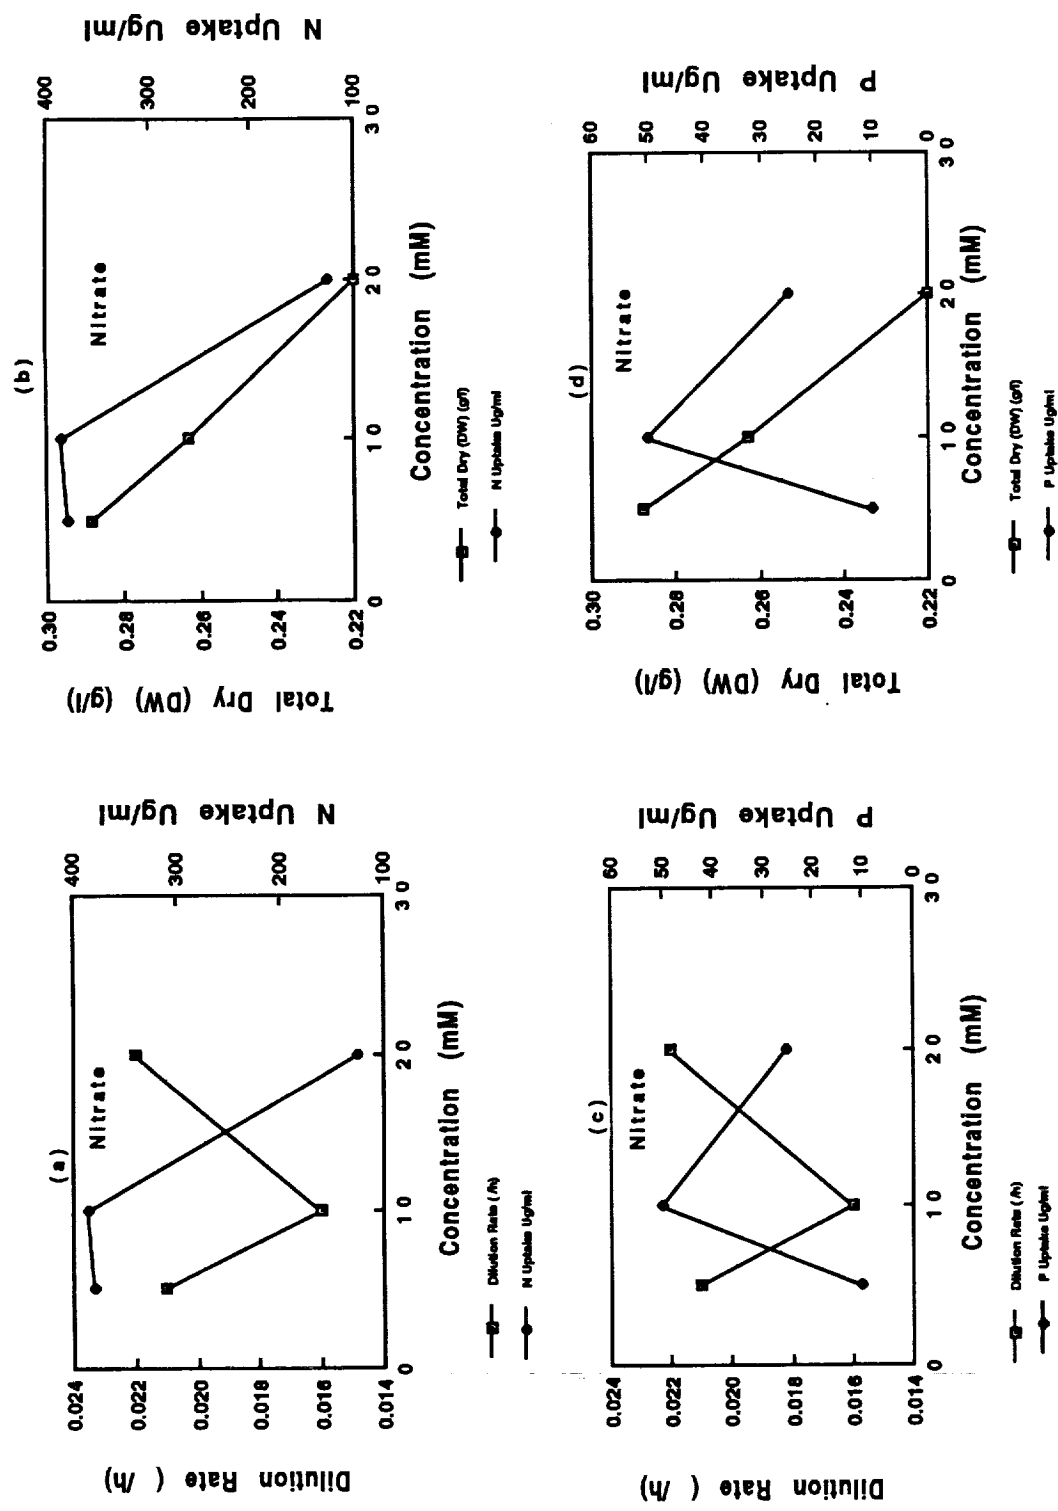 (a)
Nitrate
Dilution Rate ( /h)
0.024
0.022
0.020
0.018
0.016
0.014
N Uptake Ug/ml
400
300
200
100
0
10
20
30
Concentration (mM)
Dilution Rate ( /h)
N Uptake Ug/ml
(b)
Nitrate
Total Dry (DW) (g/l)
0.30
0.28
0.26
0.24
0.22
N Uptake Ug/ml
400
300
200
100
0
10
20
30
Concentration (mM)
Total Dry (DW) (g/l)
N Uptake Ug/ml
(c)
Nitrate
Dilution Rate ( /h)
0.024
0.022
0.020
0.018
0.016
0.014
P Uptake Ug/ml
60
50
40
30
20
10
0
0
10
20
30
Concentration (mM)
Dilution Rate ( /h)
P Uptake Ug/ml
(d)
Nitrate
Total Dry (DW) (g/l)
0.30
0.28
0.26
0.24
0.22
P Uptake Ug/ml
60
50
40
30
20
10
0
0
10
20
30
Concentration (mM)
Total Dry (DW) (g/l)
P Uptake Ug/ml